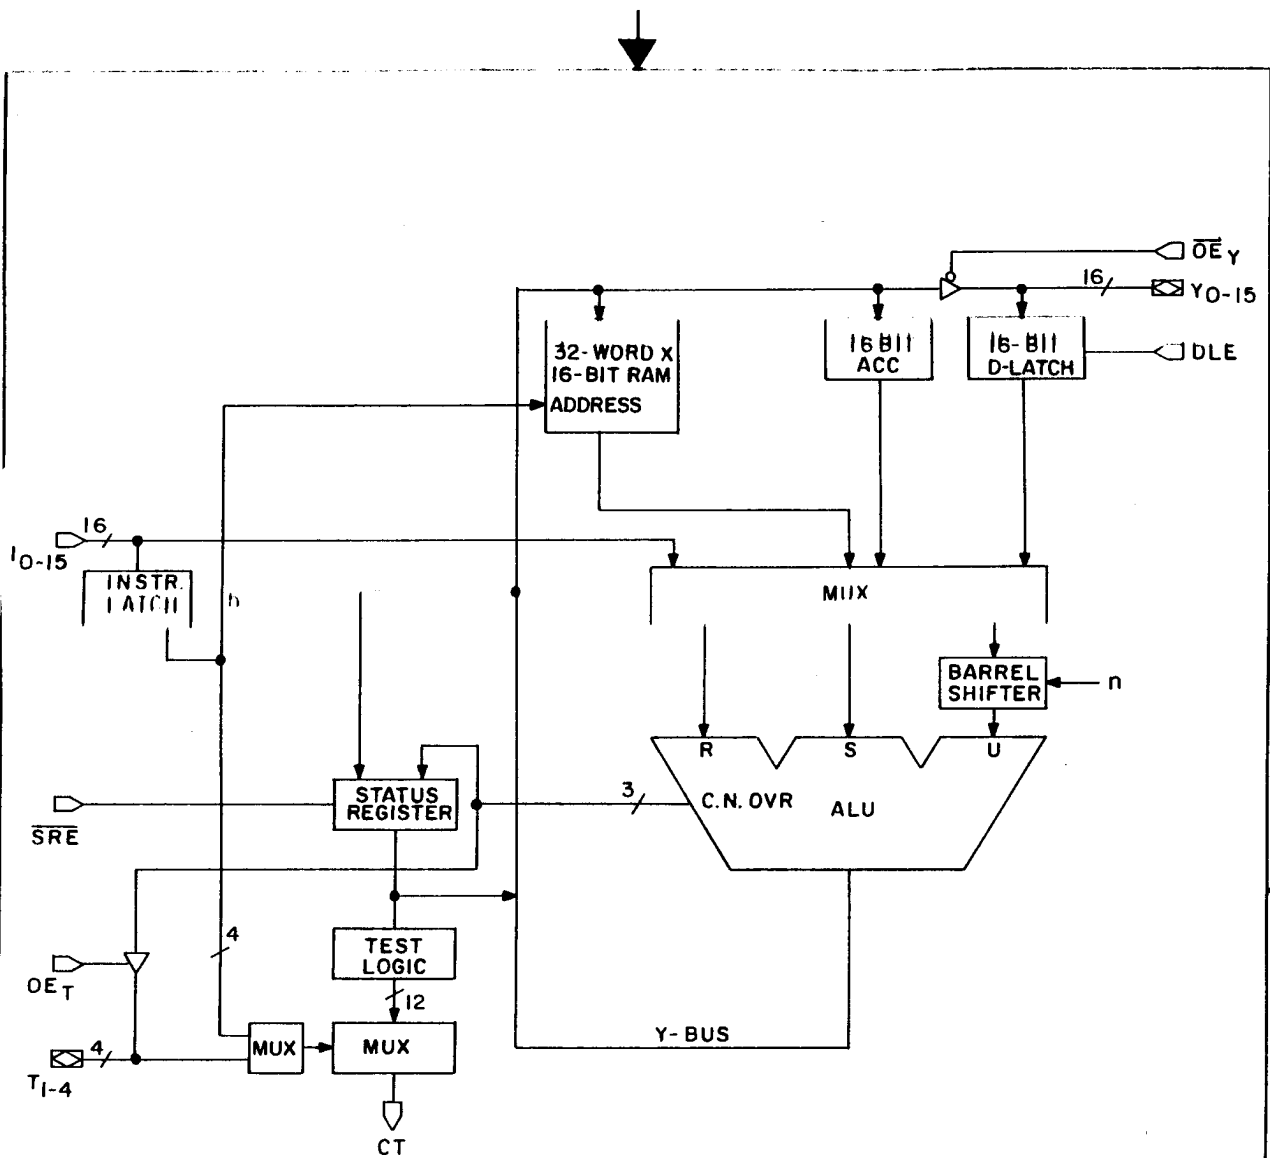 OE Y
16
Y0-15
32-WORD X
16-BIT RAM
ADDRESS
16 BIT
ACC
16-BIT
D-LATCH
DLE
16
I0-15
INSTR.
LATCH
MUX
BARREL
SHIFTER
n
R S U
STATUS
REGISTER
3
C.N. OVR
ALU
SRE
4
TEST
LOGIC
OE T
12
4
MUX
MUX
Y-BUS
T1-4
CT